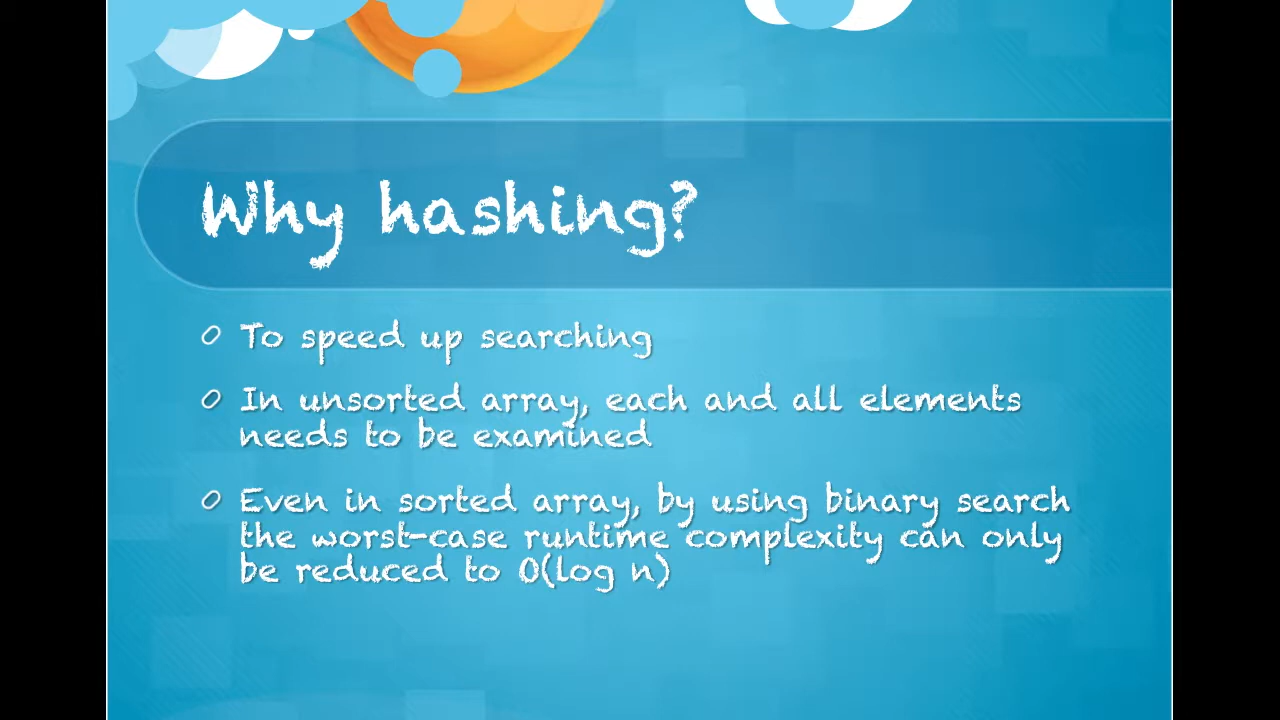 Why hashing?
To speed up searching
In unsorted array, each and all elements
needs to be examined
Even in sorted array, by using binary search
the worst-case runtime complexity can only
be reduced to O(log n)